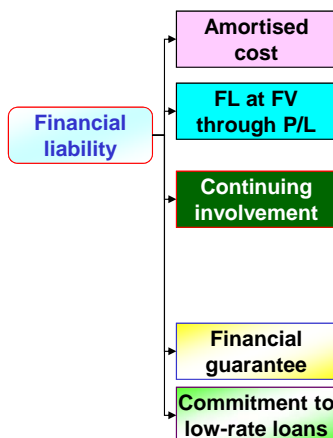 Amortised
cost
FL at FV
through P/L
Financial
liability
Continuing
involvement
Financial
guarantee
Commitment to
low-rate loans